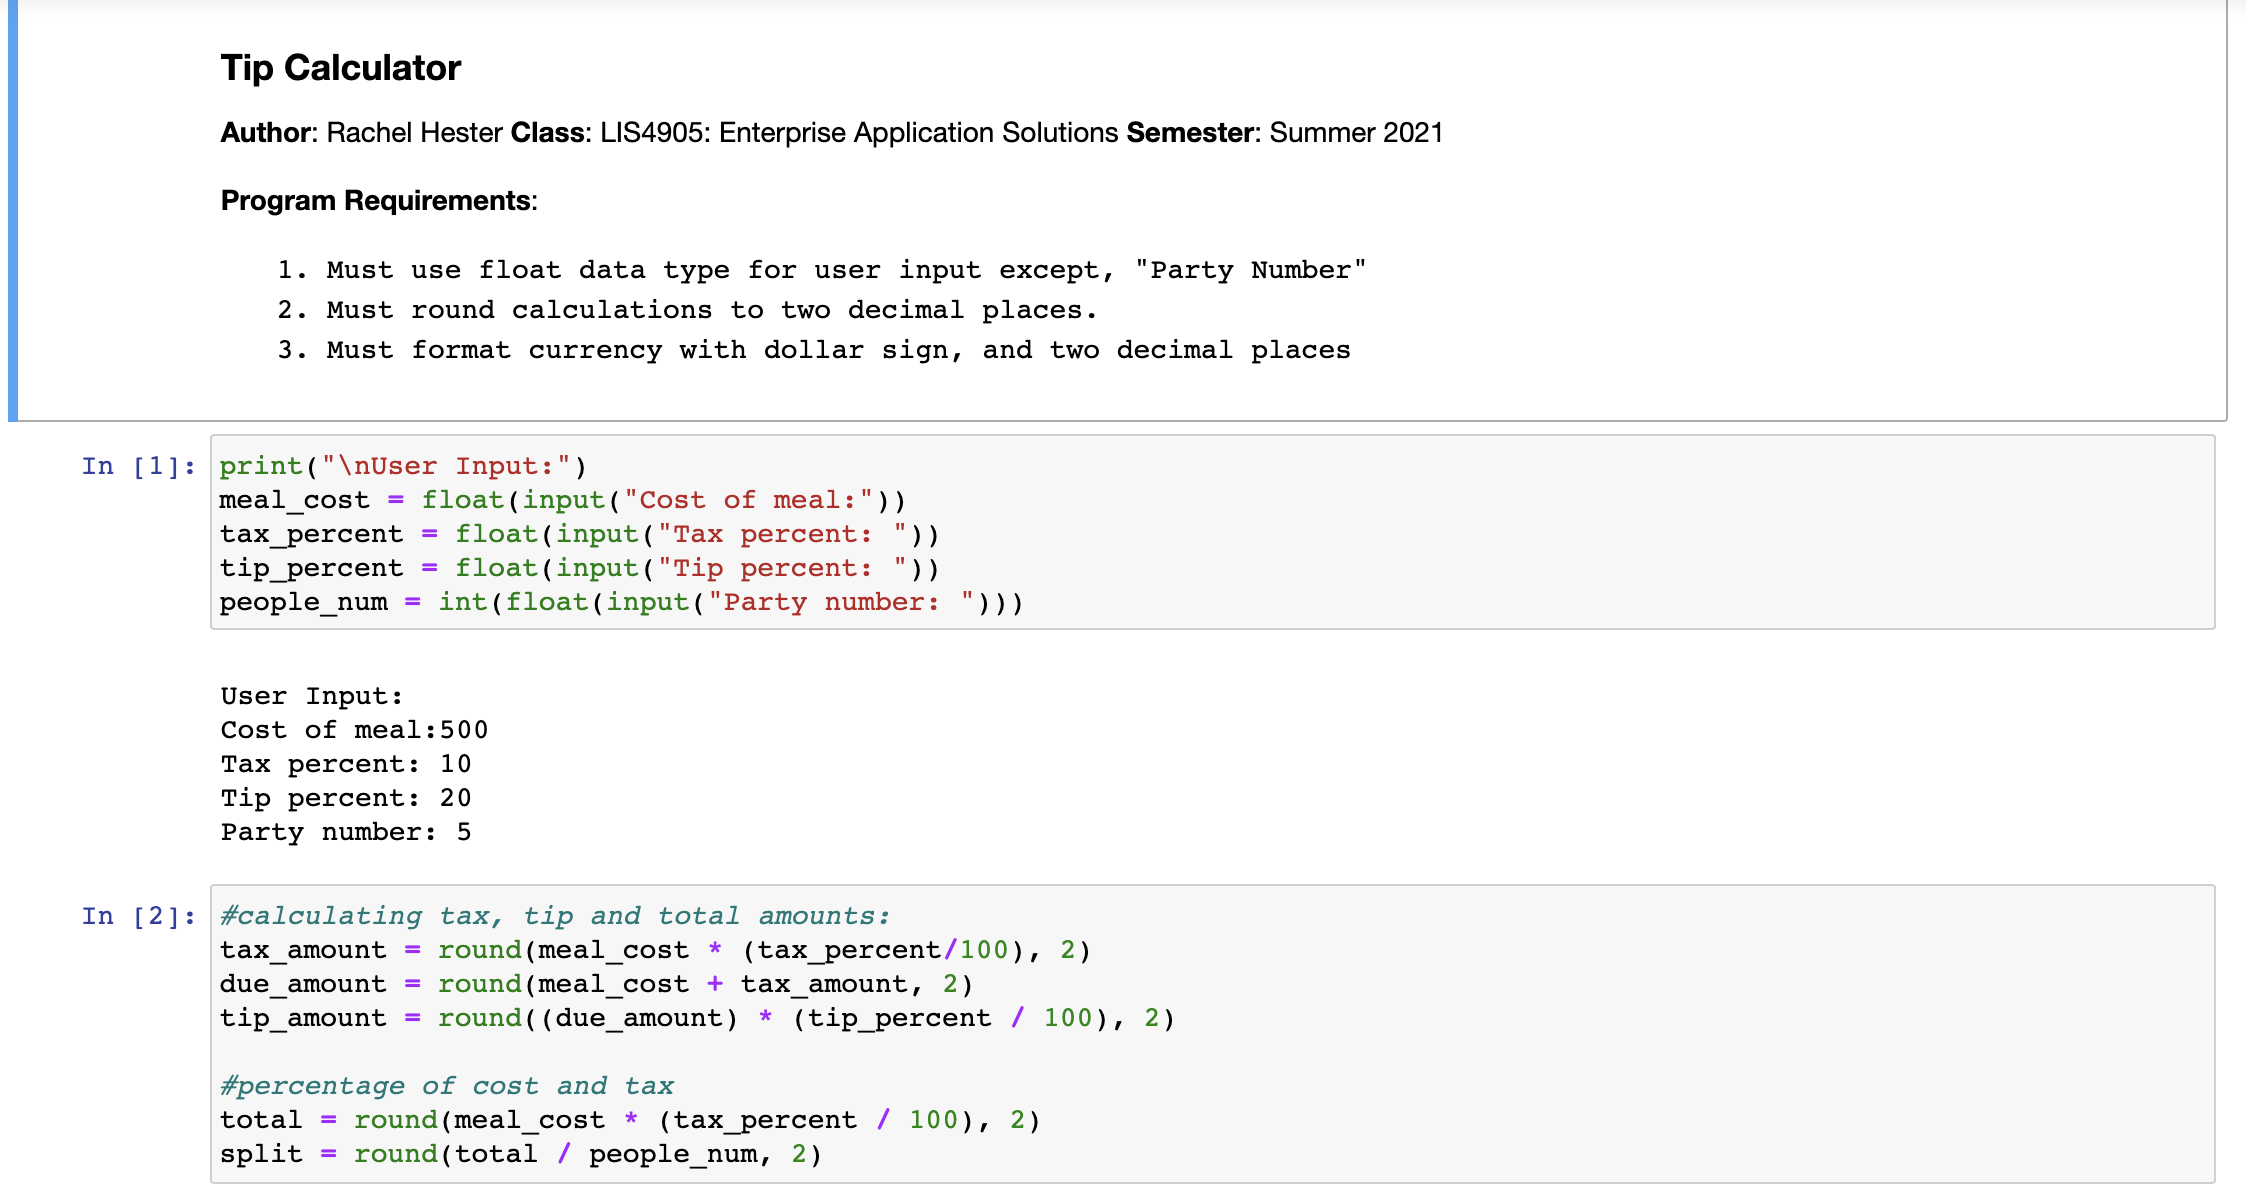 Tip Calculator
Author: Rachel Hester Class: LIS4905: Enterprise Application Solutions Semester: Summer 2021
Program Requirements:
1. Must use float data type for user input except, "Party Number"
2. Must round calculations to two decimal places.
3. Must format currency with dollar sign, and two decimal places
In [1]: print("\nUser Input:")
meal_cost = float(input("Cost of meal:"))
tax_percent = float(input("Tax percent: "))
tip_percent = float(input("Tip percent: "))
people_num = int(float(input("Party number: ")))
User Input:
Cost of meal:500
Tax percent: 10
Tip percent: 20
Party number: 5
In [2]: #calculating tax, tip and total amounts:
tax_amount = round(meal_cost * (tax_percent/100), 2)
due_amount = round(meal_cost + tax_amount, 2)
tip_amount = round((due_amount) * (tip_percent / 100), 2)
#percentage of cost and tax
total = round(meal_cost * (tax_percent / 100), 2)
split = round(total / people_num, 2)